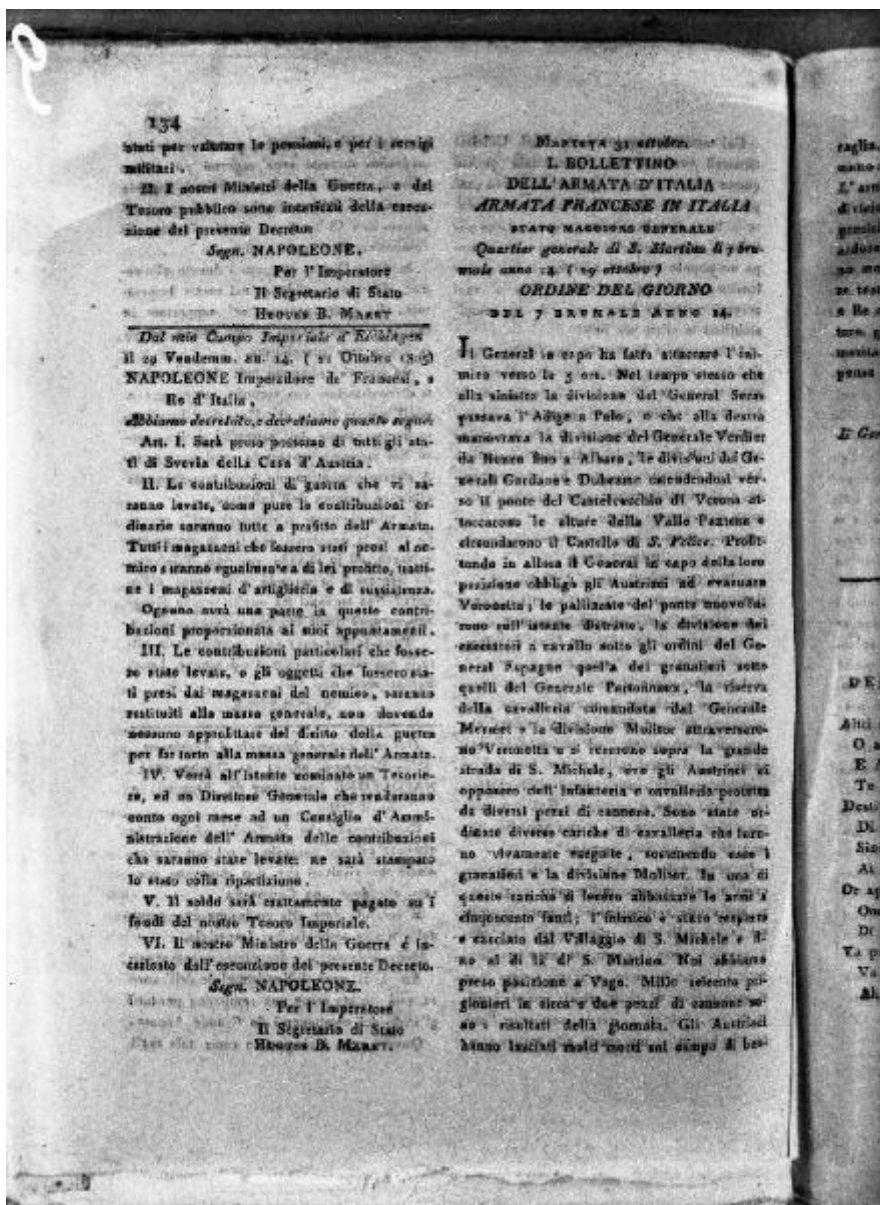 134
stati per valutare le pensioni, e per i servigi
militari.
II. I nostri Ministri della Guerra, e del
Tesoro pubblico sono incaricati della esecu-
zione del presente Decreto.
Segn. NAPOLEONE.
Per l'Imperatore
Il Segretario di Stato
HUGUES B. MARET
Dal mio Campo Imperiale d'Elchingen
il 29 Vendemm. an. 14. ( 21 Ottobre 1805)
NAPOLEONE Imperadore de' Francesi, e
Re d'Italia,
Abbiamo decretato, e decretiamo quanto segue:
Art. I. Sarà preso possesso di tutti gli sta-
ti di Svevia della Casa d'Austria.
II. Le contribuzioni di guerra che vi sa-
ranno levate, come pure le contribuzioni or-
dinarie saranno tutte a profitto dell' Armata.
Tutti i magazzeni che fossero stati presi al ne-
mico saranno egualmente a di lei profitto, tratti-
ne i magazzeni d'artiglieria e di sussistenza.
Ognuno avrà una parte in queste contri-
buzioni proporzionata ai suoi appuntamenti.
III. Le contribuzioni particolari che fosse-
ro state levate, o gli oggetti che fossero sta-
ti presi dai magazzeni del nemico, saranno
restituiti alla massa generale, non dovendo
nessuno approfittare del diritto della guerra
per far torto alla massa generale dell' Armata.
IV. Verrà all'istante nominato un Tesorie-
re, ed un Direttore Generale che renderanno
conto ogni mese ad un Consiglio d'Ammi-
nistrazione dell' Armata delle contribuzioni
che saranno state levate: ne sarà stampato
lo stato colla ripartizione.
V. Il soldo sarà esattamente pagato su i
fondi del nostro Tesoro Imperiale.
VI. Il nostro Ministro della Guerra é in-
caricato dall'esecuzione del presente Decreto.
Segn. NAPOLEONE.
Per l'Imperatore
Il Segretario di Stato
HUGUES B. MARET.
MANTOVA 31 ottobre.
I. BOLLETTINO
DELL'ARMATA D'ITALIA
ARMATA FRANCESE IN ITALIA
STATO MAGGIORE GENERALE
Quartier generale di S. Martino li 7 bru-
male anno 14. ( 29 ottobre )
ORDINE DEL GIORNO
DEL 7 BRUMALE ANNO 14.
Il General in capo ha fatto attaccare l'ini-
mico verso le 5 ore. Nel tempo stesso che
alla sinistra la divisione del General Seras
passava l'Adige a Polo, e che alla destra
manovrava la divisione del Generale Verdier
da Ronco fino a Albaro, le divisioni dei Ge-
nerali Gardane e Duhesme estendendosi ver-
so il ponte del Castelvecchio di Verona at-
taccarono le alture della Valle Pantena e
circondarono il Castello di S. Felice. Profit-
tando in allora il General in capo della loro
posizione obbligò gli Austriaci ad evacuare
Veronetta; le pallizate del ponte nuovo fu-
rono sull'istante distrutte, la divisione dei
cacciatori a cavallo sotto gli ordini del Ge-
neral Espagne quella dei granatieri sotto
quelli del Generale Partonneux, la riserva
della cavalleria comandata dal Generale
Mermet e la divisione Molitor attraversaro-
no Veronetta e si recarono sopra la grande
strada di S. Michele, ove gli Austriaci si
opposero dell'infanteria e cavalleria protetta
da diversi pezzi di cannone. Sono state or-
dinate diverse cariche di cavalleria che furo-
no vivamente eseguite, sostenendo esse i
granatieri e la divisione Molitor. In una di
queste cariche si fecero abbassare le armi a
cinquecento fanti; l'inimico è stato respinto
e cacciato dal Villaggio di S. Michele e fi-
no al di là di S. Martino. Noi abbiamo
preso posizione a Vago. Mille seicento pri-
gionieri in circa e due pezzi di cannone so-
no i risultati della giornata. Gli Austriaci
hanno lasciati molti morti sul campo di bat-